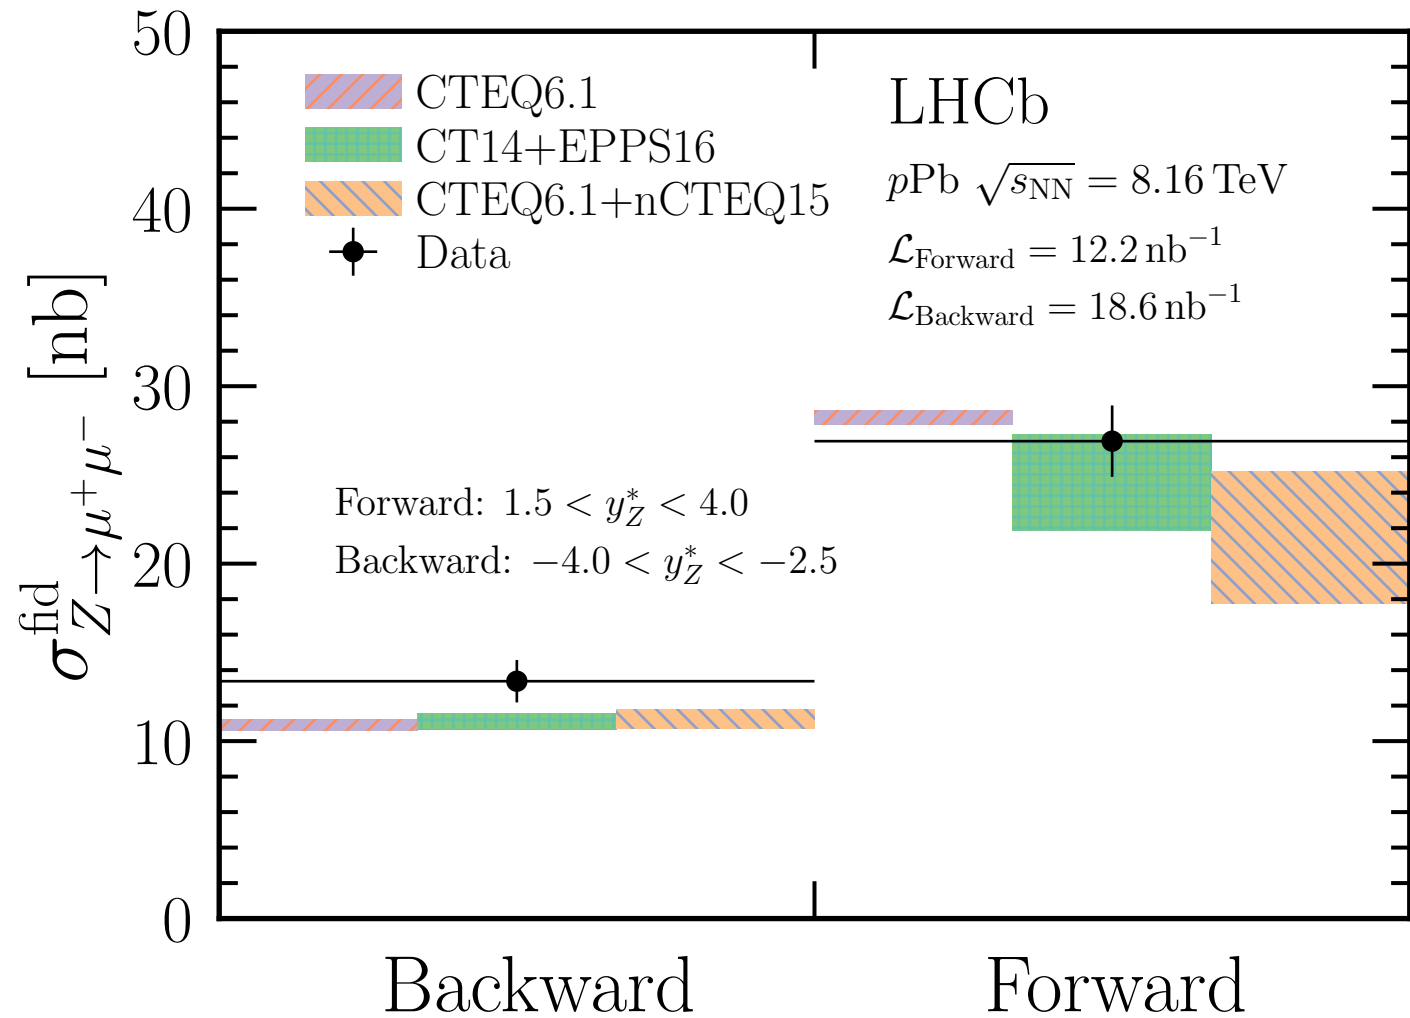 50
40
30
20
10
0
σ^fid_Z→μ⁺μ⁻ [nb]
CTEQ6.1
CT14+EPPS16
CTEQ6.1+nCTEQ15
Data
LHCb
pPb √s_NN = 8.16 TeV
ℒ_Forward = 12.2 nb⁻¹
ℒ_Backward = 18.6 nb⁻¹
Forward: 1.5 < y*_Z < 4.0
Backward: −4.0 < y*_Z < −2.5
Backward
Forward